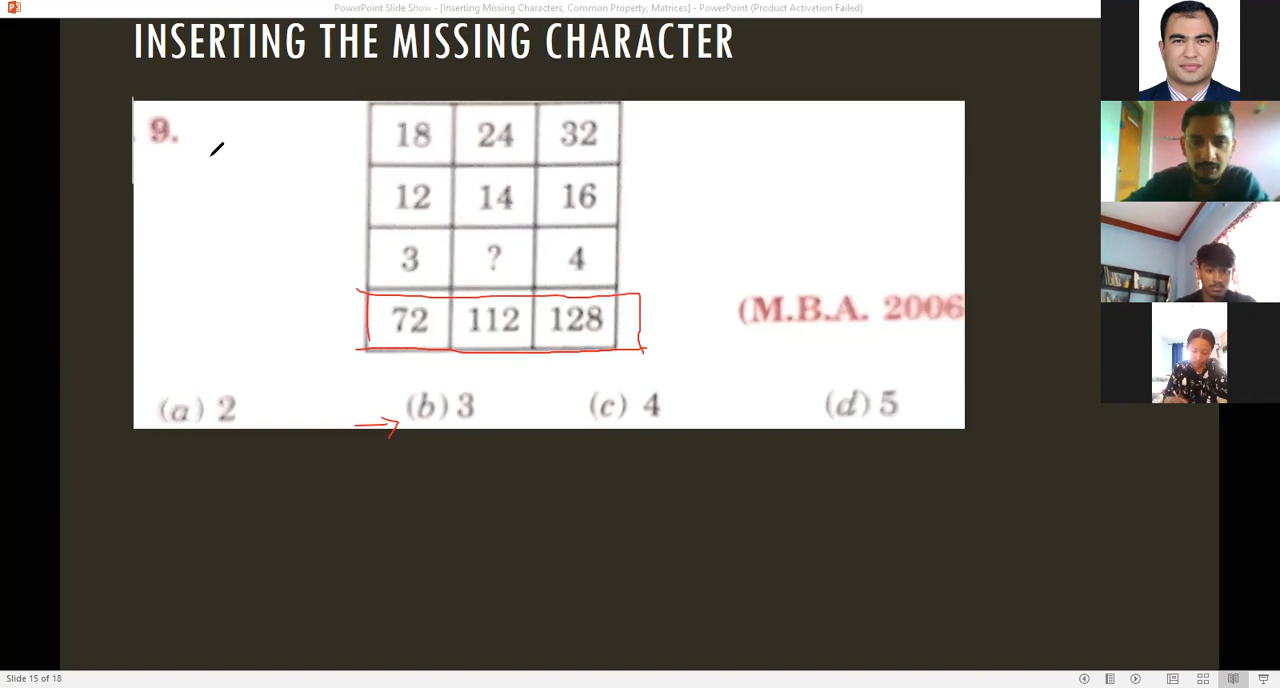 PowerPoint Slide Show - [Inserting Missing Characters, Common Property, Matrices] - PowerPoint (Product Activation Failed)
INSERTING THE MISSING CHARACTER
9.
18 24 32
12 14 16
3 ? 4
72 112 128
(M.B.A. 2006
(a) 2 (b) 3 (c) 4 (d) 5
Slide 15 of 18